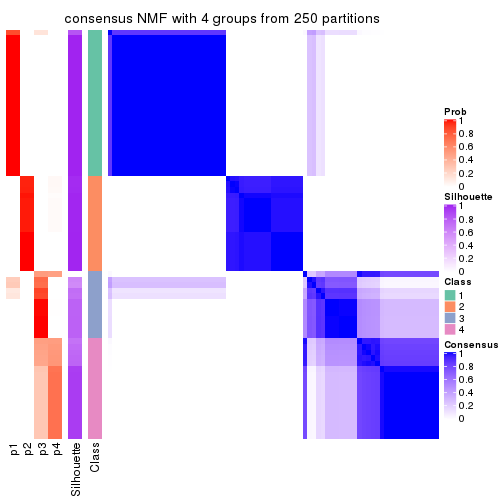 consensus NMF with 4 groups from 250 partitions
Prob
1
0.8
0.6
0.4
0.2
0
Silhouette
1
0.8
0.6
0.4
0.2
0
Class
1
2
3
4
Consensus
1
0.8
0.6
0.4
0.2
0
p1
p2
p3
p4
Silhouette
Class